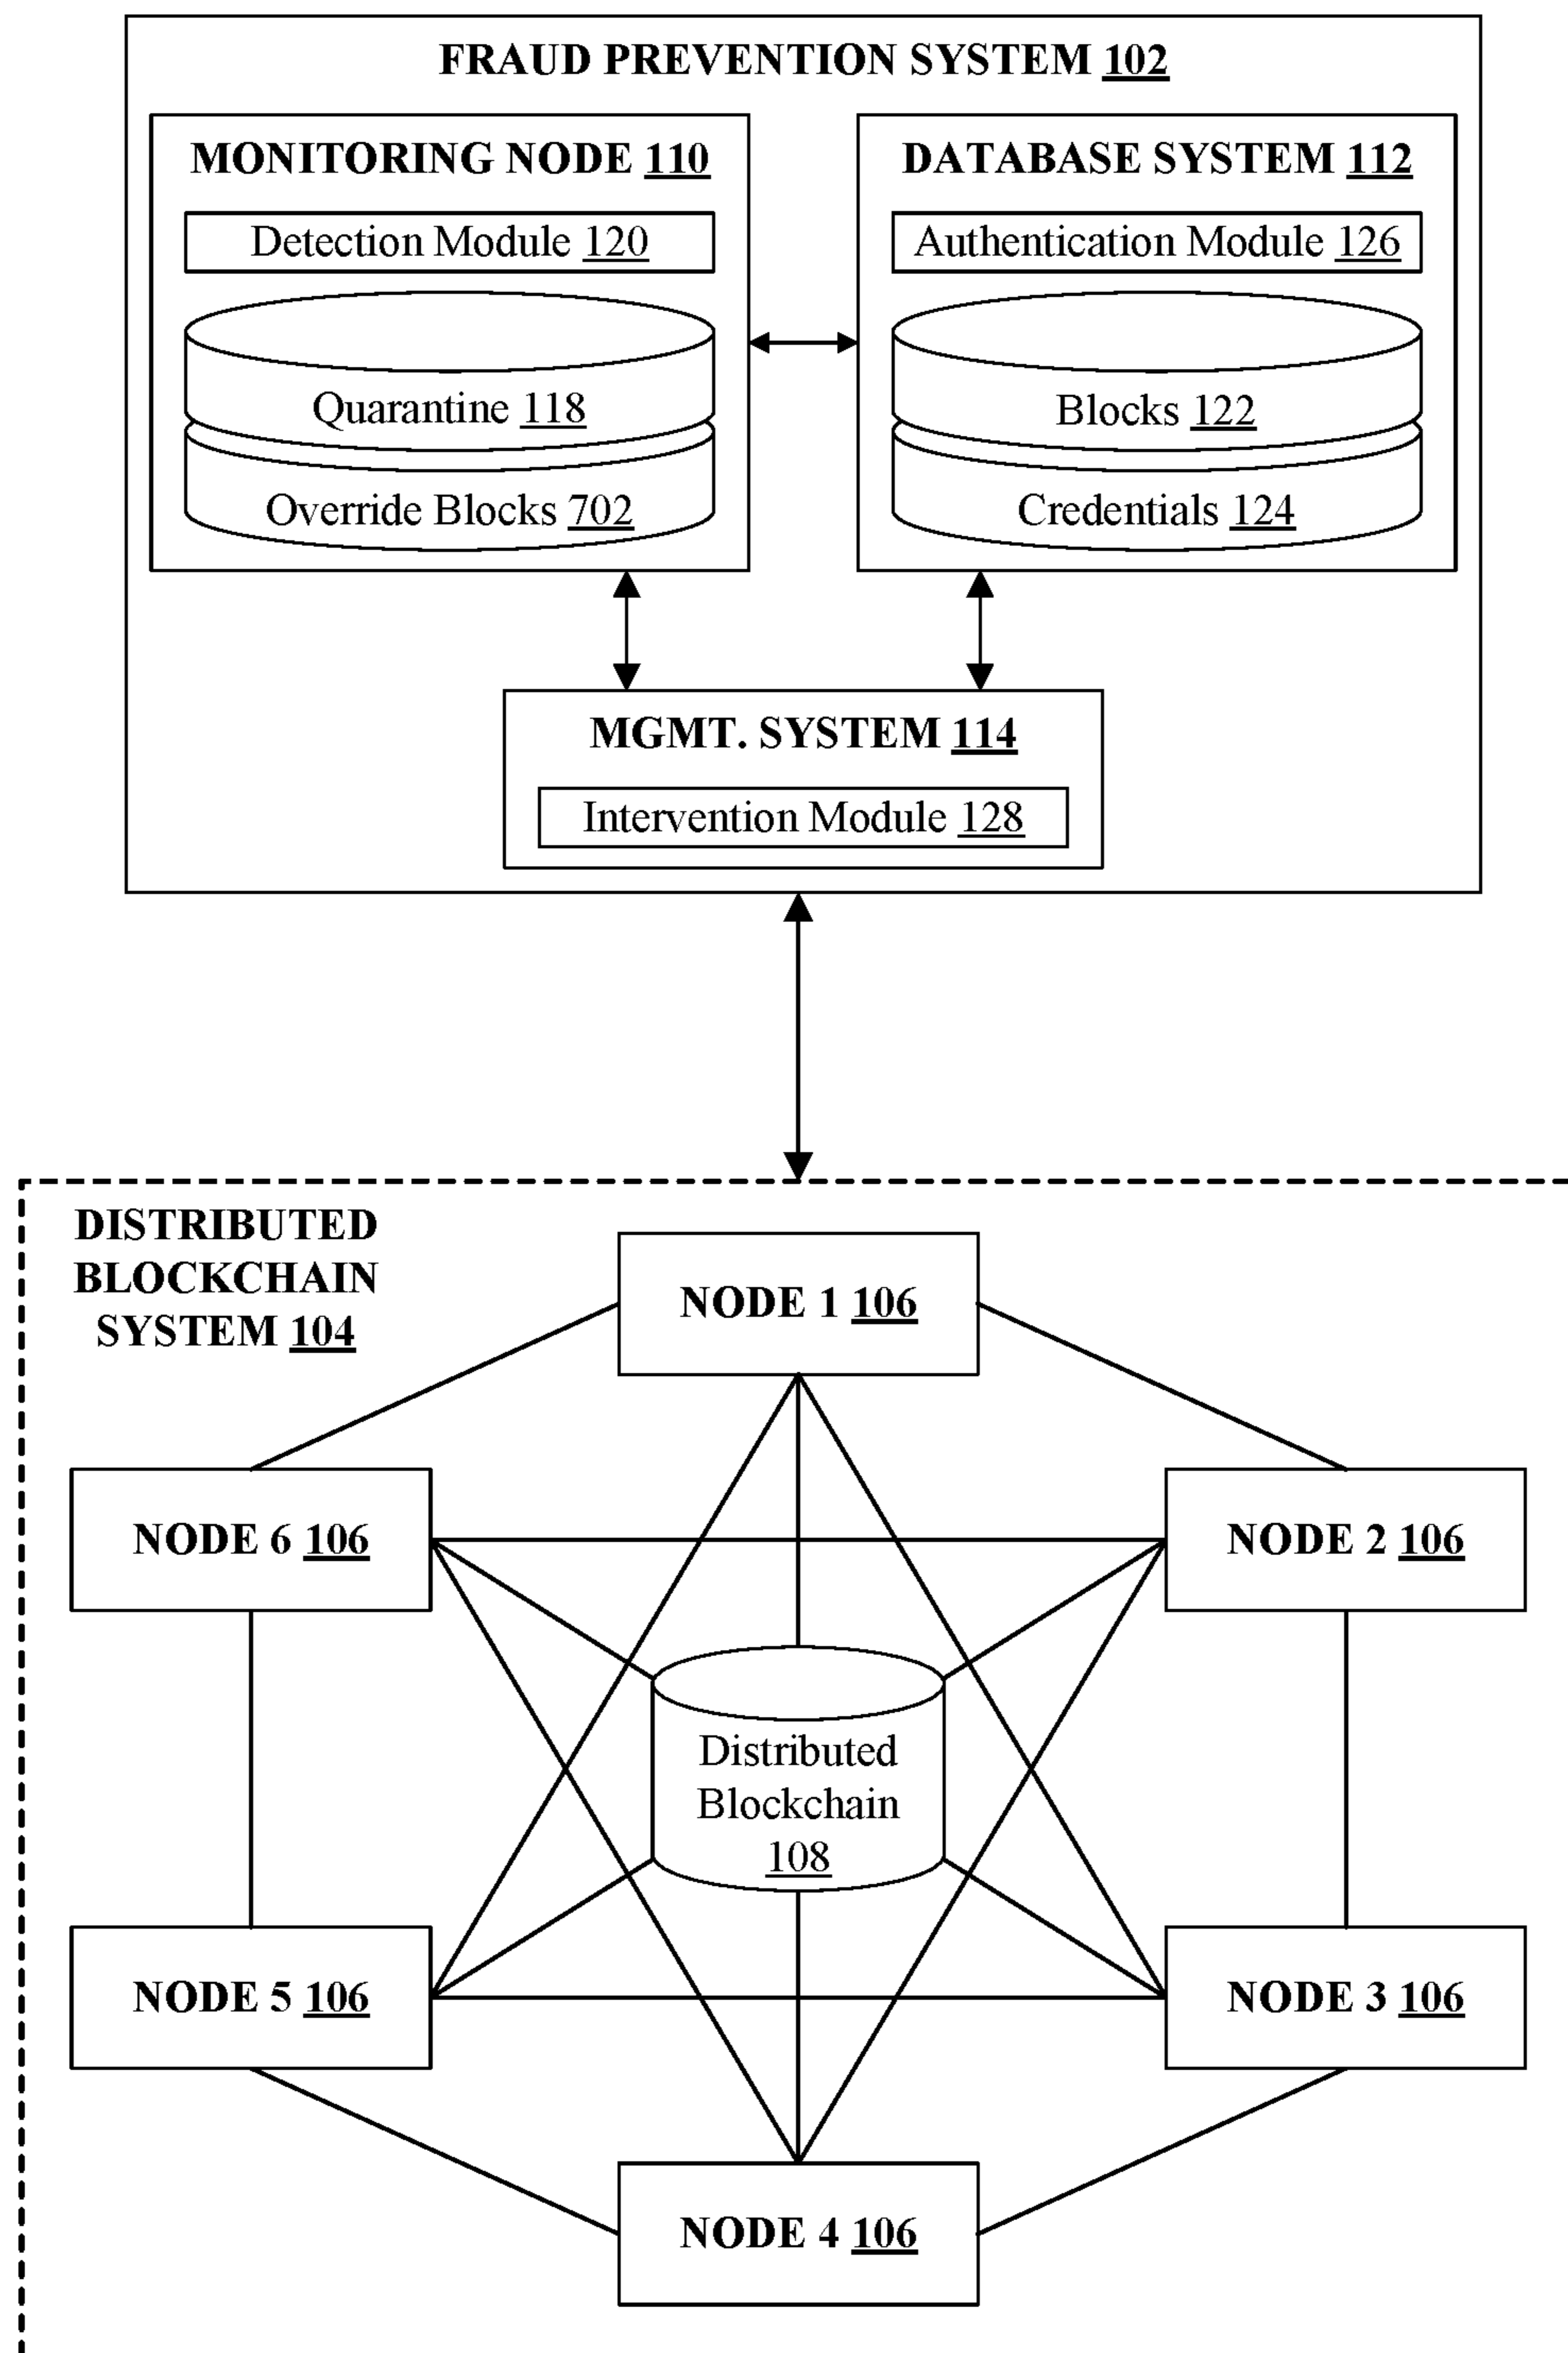 FRAUD PREVENTION SYSTEM 102
MONITORING NODE 110
Detection Module 120
Quarantine 118
Override Blocks 702
DATABASE SYSTEM 112
Authentication Module 126
Blocks 122
Credentials 124
MGMT. SYSTEM 114
Intervention Module 128
DISTRIBUTED
BLOCKCHAIN
SYSTEM 104
NODE 1 106
NODE 6 106
NODE 2 106
Distributed
Blockchain
108
NODE 5 106
NODE 3 106
NODE 4 106